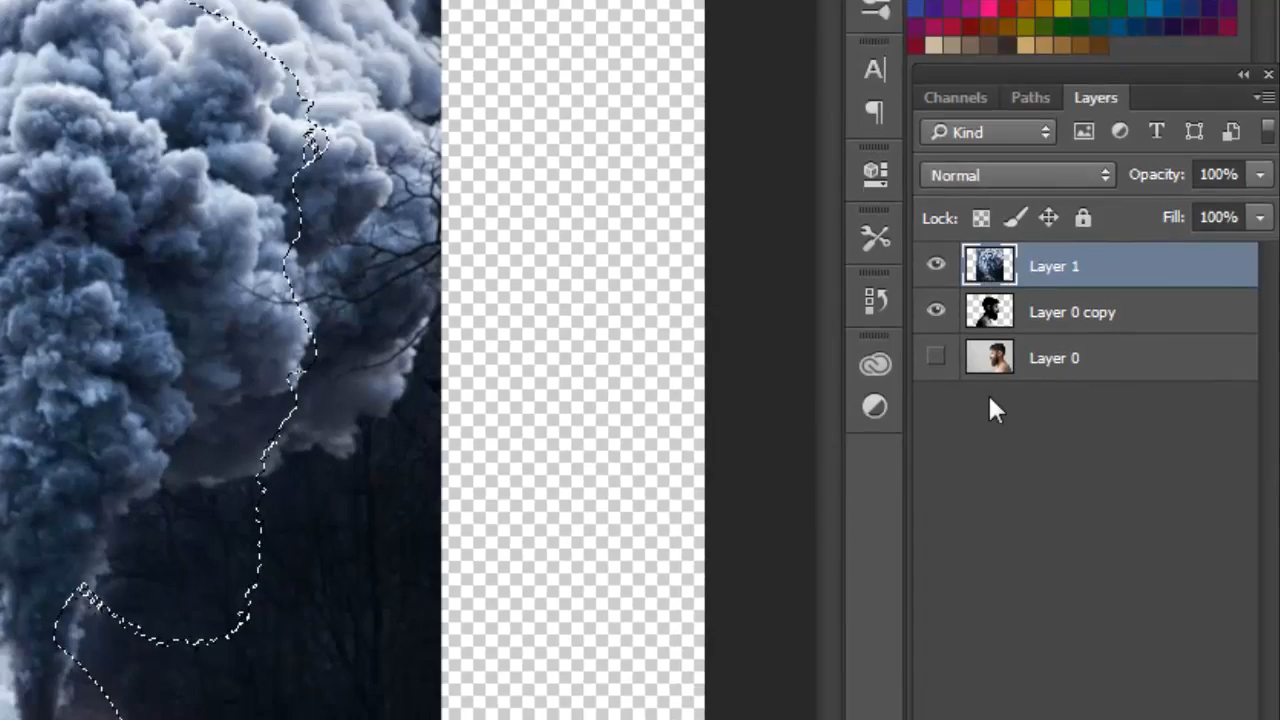 Channels Paths Layers
Kind T
Normal Opacity: 100%
Lock: Fill: 100%
Layer 1
Layer 0 copy
Layer 0
A
¶